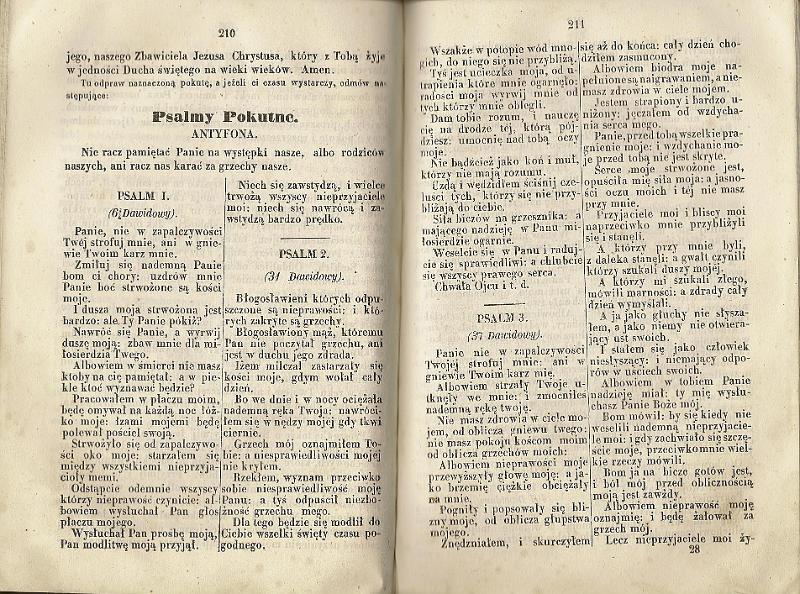 210
jego, naszego Zbawiciela Jezusa Chrystusa, który z Tobą żyje
w jedności Ducha świętego na wieki wieków. Amen.
Tu odpraw naznaczoną pokutę, a jeżeli ci czasu wystarczy, odmów na-
stępujące:
Psalmy Pokutne.
ANTYFONA.
Nie racz pamiętać Panie na występki nasze, albo rodziców
naszych, ani racz nas karać za grzechy nasze.
PSALM I.
(6 Dawidowy).
Panie, nie w zapalczywości
Twéj strofuj mnie, ani w gnie-
wie Twoim karz mnie.
Zmiłuj się nademną Panie
bom ci chory: uzdrów mnie
Panie boć strwożone są kości
moje.
I dusza moja strwożona jest
bardzo: ale Ty Panie pókiż?
Nawróć się Panie, a wyrwij
duszę moją: zbaw mnie dla mi-
łosierdzia Twego.
Albowiem w śmierci nie masz
któby na cię pamiętał: a w pie-
kle któć wyznawać będzie?
Pracowałem w płaczu moim,
będę omywał na każdą noc łóż-
ko moje: łzami mojemi będę
polewał pościel swoją.
Strwożyło się od zapalczywo-
ści oko moje: starzałem się
między wszystkiemi nieprzyja-
cioły memi.
Odstąpcie odemnie wszyscy
którzy nieprawość czynicie: al-
bowiem wysłuchał Pan głos
płaczu mojego.
Wysłuchał Pan prosbę moją,
Pan modlitwę moją przyjął.
Niech się zawstydzą, i wielce
trwożą wszyscy nieprzyjaciele
moi: niech się nawrócą i za-
wstydzą bardzo prędko.
PSALM 2.
(31 Dawidowy).
Błogosławieni których odpu-
szczone są nieprawości: i któ-
rych zakryte są grzechy.
Błogosławiony mąż, któremu
Pan nie poczytał grzechu, ani
jest w duchu jego zdrada.
Iżem milczał zastarzały się
kości moje, gdym wołał cały
dzień.
Bo we dnie i w nocy ociężała
nademną ręka Twoja: nawróci-
łem się w nędzy mojej gdy tkwi
ciernie.
Grzech mój oznajmiłem To-
bie: a niesprawiedliwości mojej
nie kryłem.
Rzekłem, wyznam przeciwko
sobie niesprawiedliwość moję
Panu: a tyś odpuścił niezbo-
żność grzechu mego.
Dla tego będzie się modlił do
Ciebie wszelki święty czasu po-
godnego.
211
Wszakże w potopie wód mno-
gich, do niego się nie przybliżą.
Tyś jest ucieczka moja, od u-
trapienia które mnie ogarnęło:
radości moja wyrwij mnie od
tych którzy mnie oblegli.
Dam tobie rozum, i nauczę
cię na drodze téj, którą pój-
dziesz: umocnię nad tobą oczy
moje.
Nie bądźcież jako koń i muł,
którzy nie mają rozumu.
Uzdą i wędzidłem ściśnij cze-
luści tych, którzy się nie przy-
bliżają do ciebie.
Siła biczów na grzesznika: a
mającego nadzieję w Panu mi-
łosierdzie ogarnie.
Weselcie się w Panu i raduj-
cie się sprawiedliwi: a chlubcie
się wszyscy prawego serca.
Chwała Ojcu i t. d.
PSALM 3.
(37 Dawidowy).
Panie nie w zapalczywości
Twojéj strofuj mnie: ani w
gniewie Twoim karz mię.
Albowiem strzały Twoje u-
tknęły we mnie: i zmocniłeś
nademną rękę twoję.
Nie masz zdrowia w ciele mo-
jem, od oblicza gniewu twego:
nie masz pokoju kościom moim
od oblicza grzechów moich:
Albowiem nieprawości moje
przewyższyły głowę moję: a ja-
ko brzemię ciężkie obciężały
na mnie.
Pogniły i popsowały się bli-
zny moje, od oblicza głupstwa
mojego.
Znędzniałem, i skurczyłem
się aż do końca: cały dzień cho-
dziłem zasmucony.
Albowiem biodra moje na-
pełnione są naigrawaniem, a nie-
masz zdrowia w ciele mojém.
Jestem strapiony i bardzo u-
niżony: jęczałem od wzdycha-
nia serca mego.
Panie, przed tobą wszelkie pra-
gnienie moje: i wzdychanie mo-
je przed tobą nie jest skryte.
Serce moje strwożone jest,
opuściła mię siła moja: a jasno-
ści oczu moich i téj nie masz
przy mnie.
Przyjaciele moi i bliscy moi
naprzeciwko mnie przybliżyli
się i stanęli.
A którzy przy mnie byli,
z daleka stanęli: a gwałt czynili
którzy szukali duszy mojej.
A którzy mi szukali złego,
mówili marności: a zdrady cały
dzień wymyślali.
A ja jako głuchy nie słysza-
łem, a jako niemy nie otwiera-
jący ust swoich.
I stałem się jako człowiek
niesłyszący: i niemający odpo-
rów w uściech swoich.
Albowiem w tobiem Panie
nadzieję miał: ty mię wysłu-
chasz Panie Boże mój.
Bom mówił: by się kiedy nie
weselili nademną nieprzyjacie-
le moi: i gdy zachwiało się szczę-
ście moje, przeciwko mnie wiel-
kie rzeczy mówili.
Bom ja na bicze gotów jest,
i ból mój przed oblicznością
moją jest zawżdy.
Albowiem nieprawość moję
oznajmię: i będę żałował za
grzech mój.
Lecz nieprzyjaciele moi ży-
28